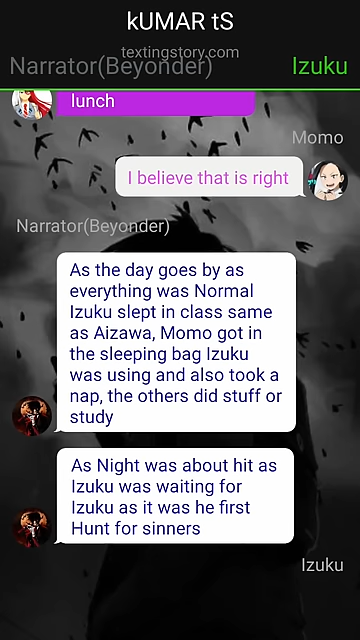 kUMAR tS
textingstory.com
Narrator(Beyonder)
Izuku
lunch
Momo
I believe that is right
Narrator(Beyonder)
As the day goes by as
everything was Normal
Izuku slept in class same
as Aizawa, Momo got in
the sleeping bag Izuku
was using and also took a
nap, the others did stuff or
study
As Night was about hit as
Izuku was waiting for
Izuku as it was he first
Hunt for sinners
Izuku